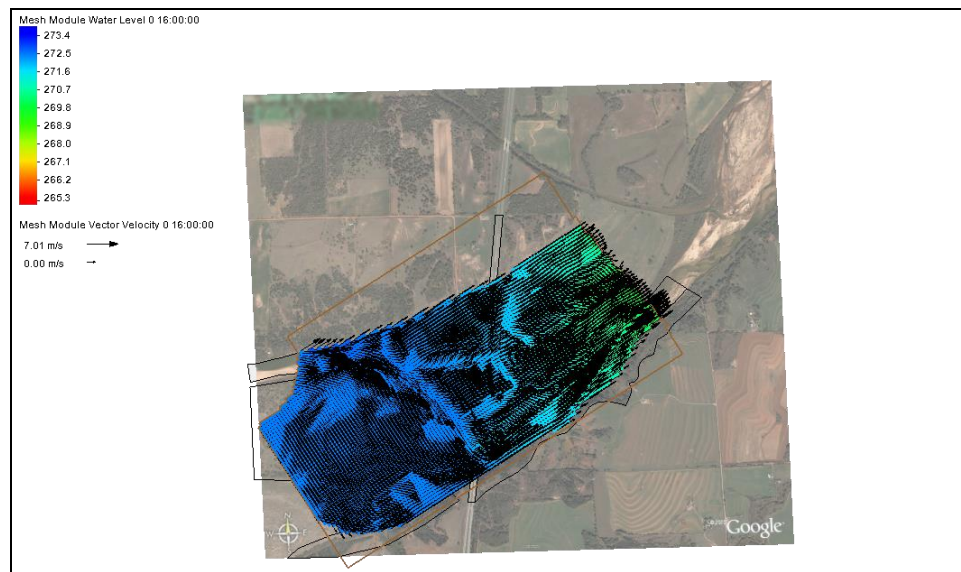 Mesh Module Water Level 0 16:00:00
273.4
272.5
271.6
270.7
269.8
268.9
268.0
267.1
266.2
265.3
Mesh Module Vector Velocity 0 16:00:00
7.01 m/s
0.00 m/s
N
W E
Google